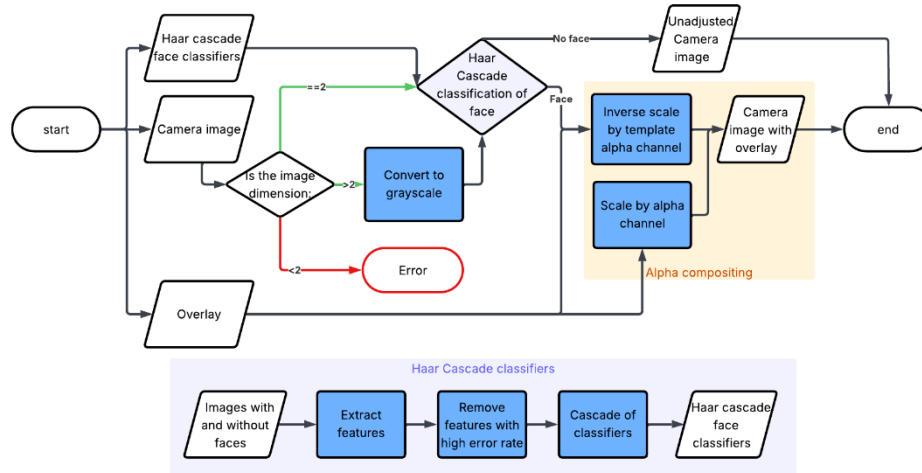 Haar cascade
face classifiers
No face
Unadjusted
Camera
image
Haar
Cascade
classification of
face
==2
Face
start
Camera image
Inverse scale
by template
alpha channel
Camera
image with
overlay
end
Is the image
dimension:
>2
Convert to
grayscale
Scale by alpha
channel
<2
Error
Alpha compositing
Overlay
Haar Cascade classifiers
Images with
and without
faces
Extract
features
Remove
features with
high error rate
Cascade of
classifiers
Haar cascade
face
classifiers